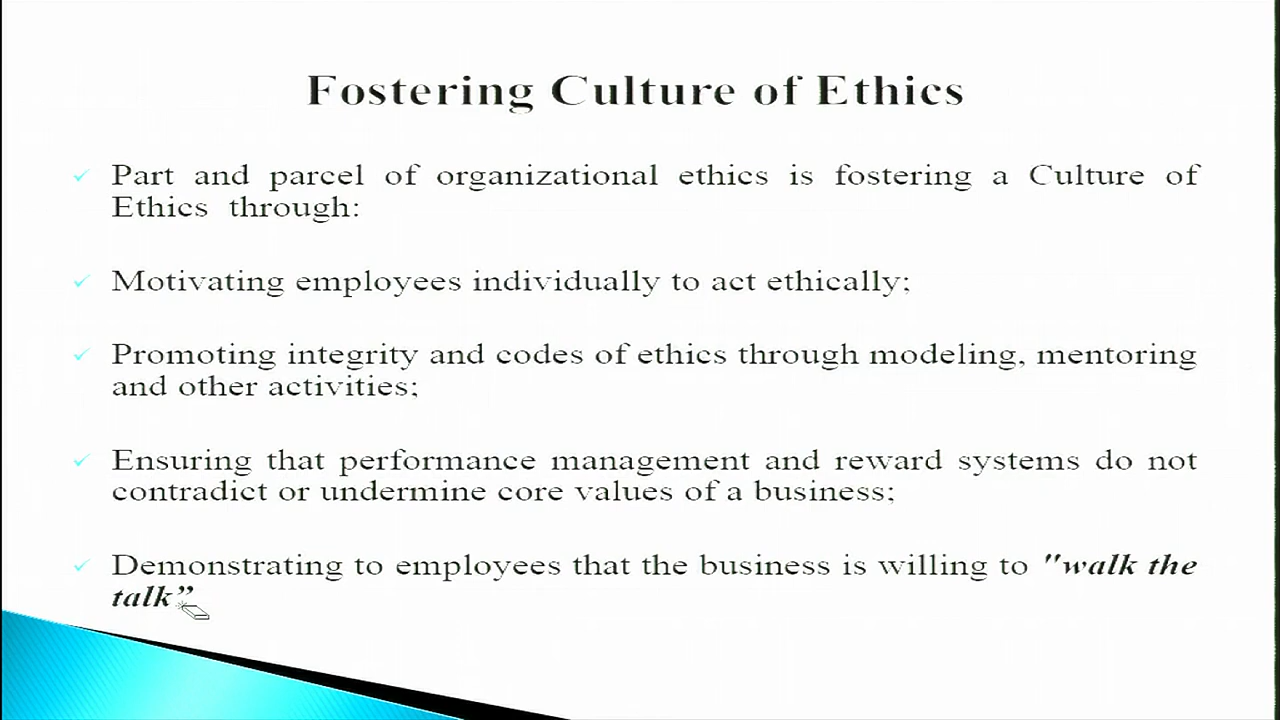 Fostering Culture of Ethics
Part and parcel of organizational ethics is fostering a Culture of
Ethics through:
Motivating employees individually to act ethically;
Promoting integrity and codes of ethics through modeling, mentoring
and other activities;
Ensuring that performance management and reward systems do not
contradict or undermine core values of a business;
Demonstrating to employees that the business is willing to "walk the
talk”